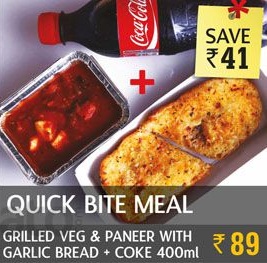 Coca-Cola
SAVE
₹41
+
QUICK BITE MEAL
GRILLED VEG & PANEER WITH
GARLIC BREAD + COKE 400ml
₹89